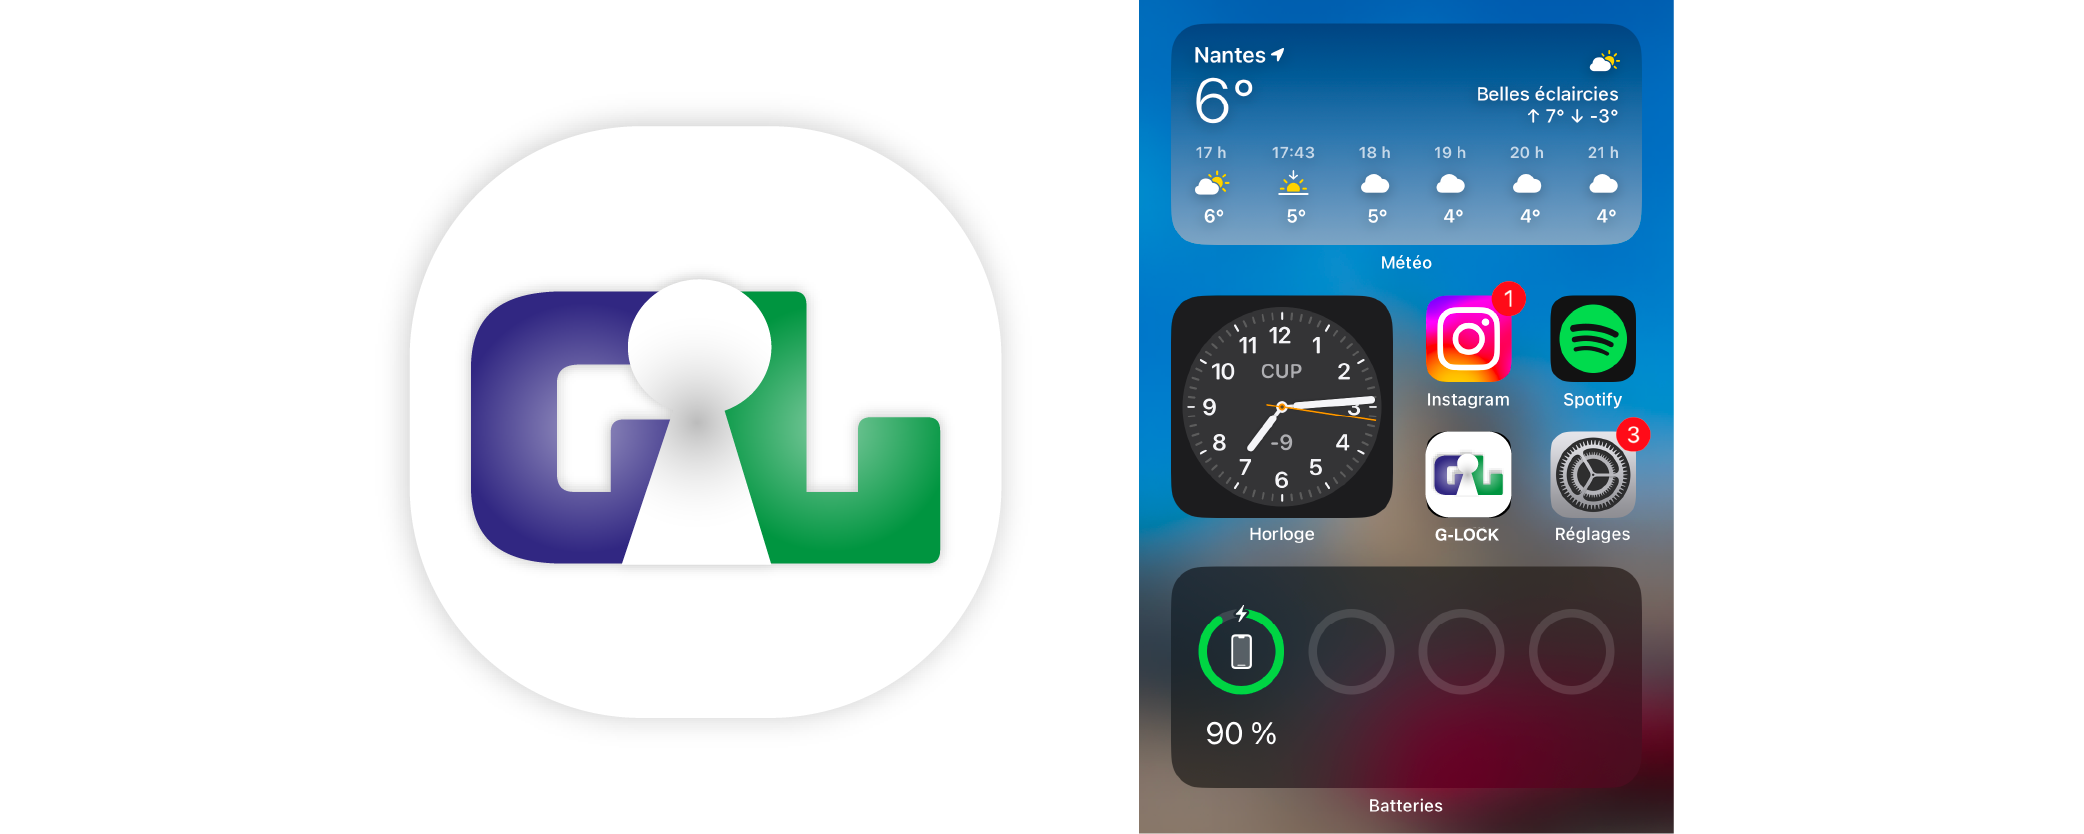 GL
Nantes
6°
Belles éclaircies
↑ 7° ↓ -3°
17 h 17:43 18 h 19 h 20 h 21 h
6° 5° 5° 4° 4° 4°
Météo
12
11 1
10 CUP 2
9 3
8 -9 4
7 5
6
1
Instagram
Spotify
Horloge
GL
G-LOCK
3
Réglages
90 %
Batteries